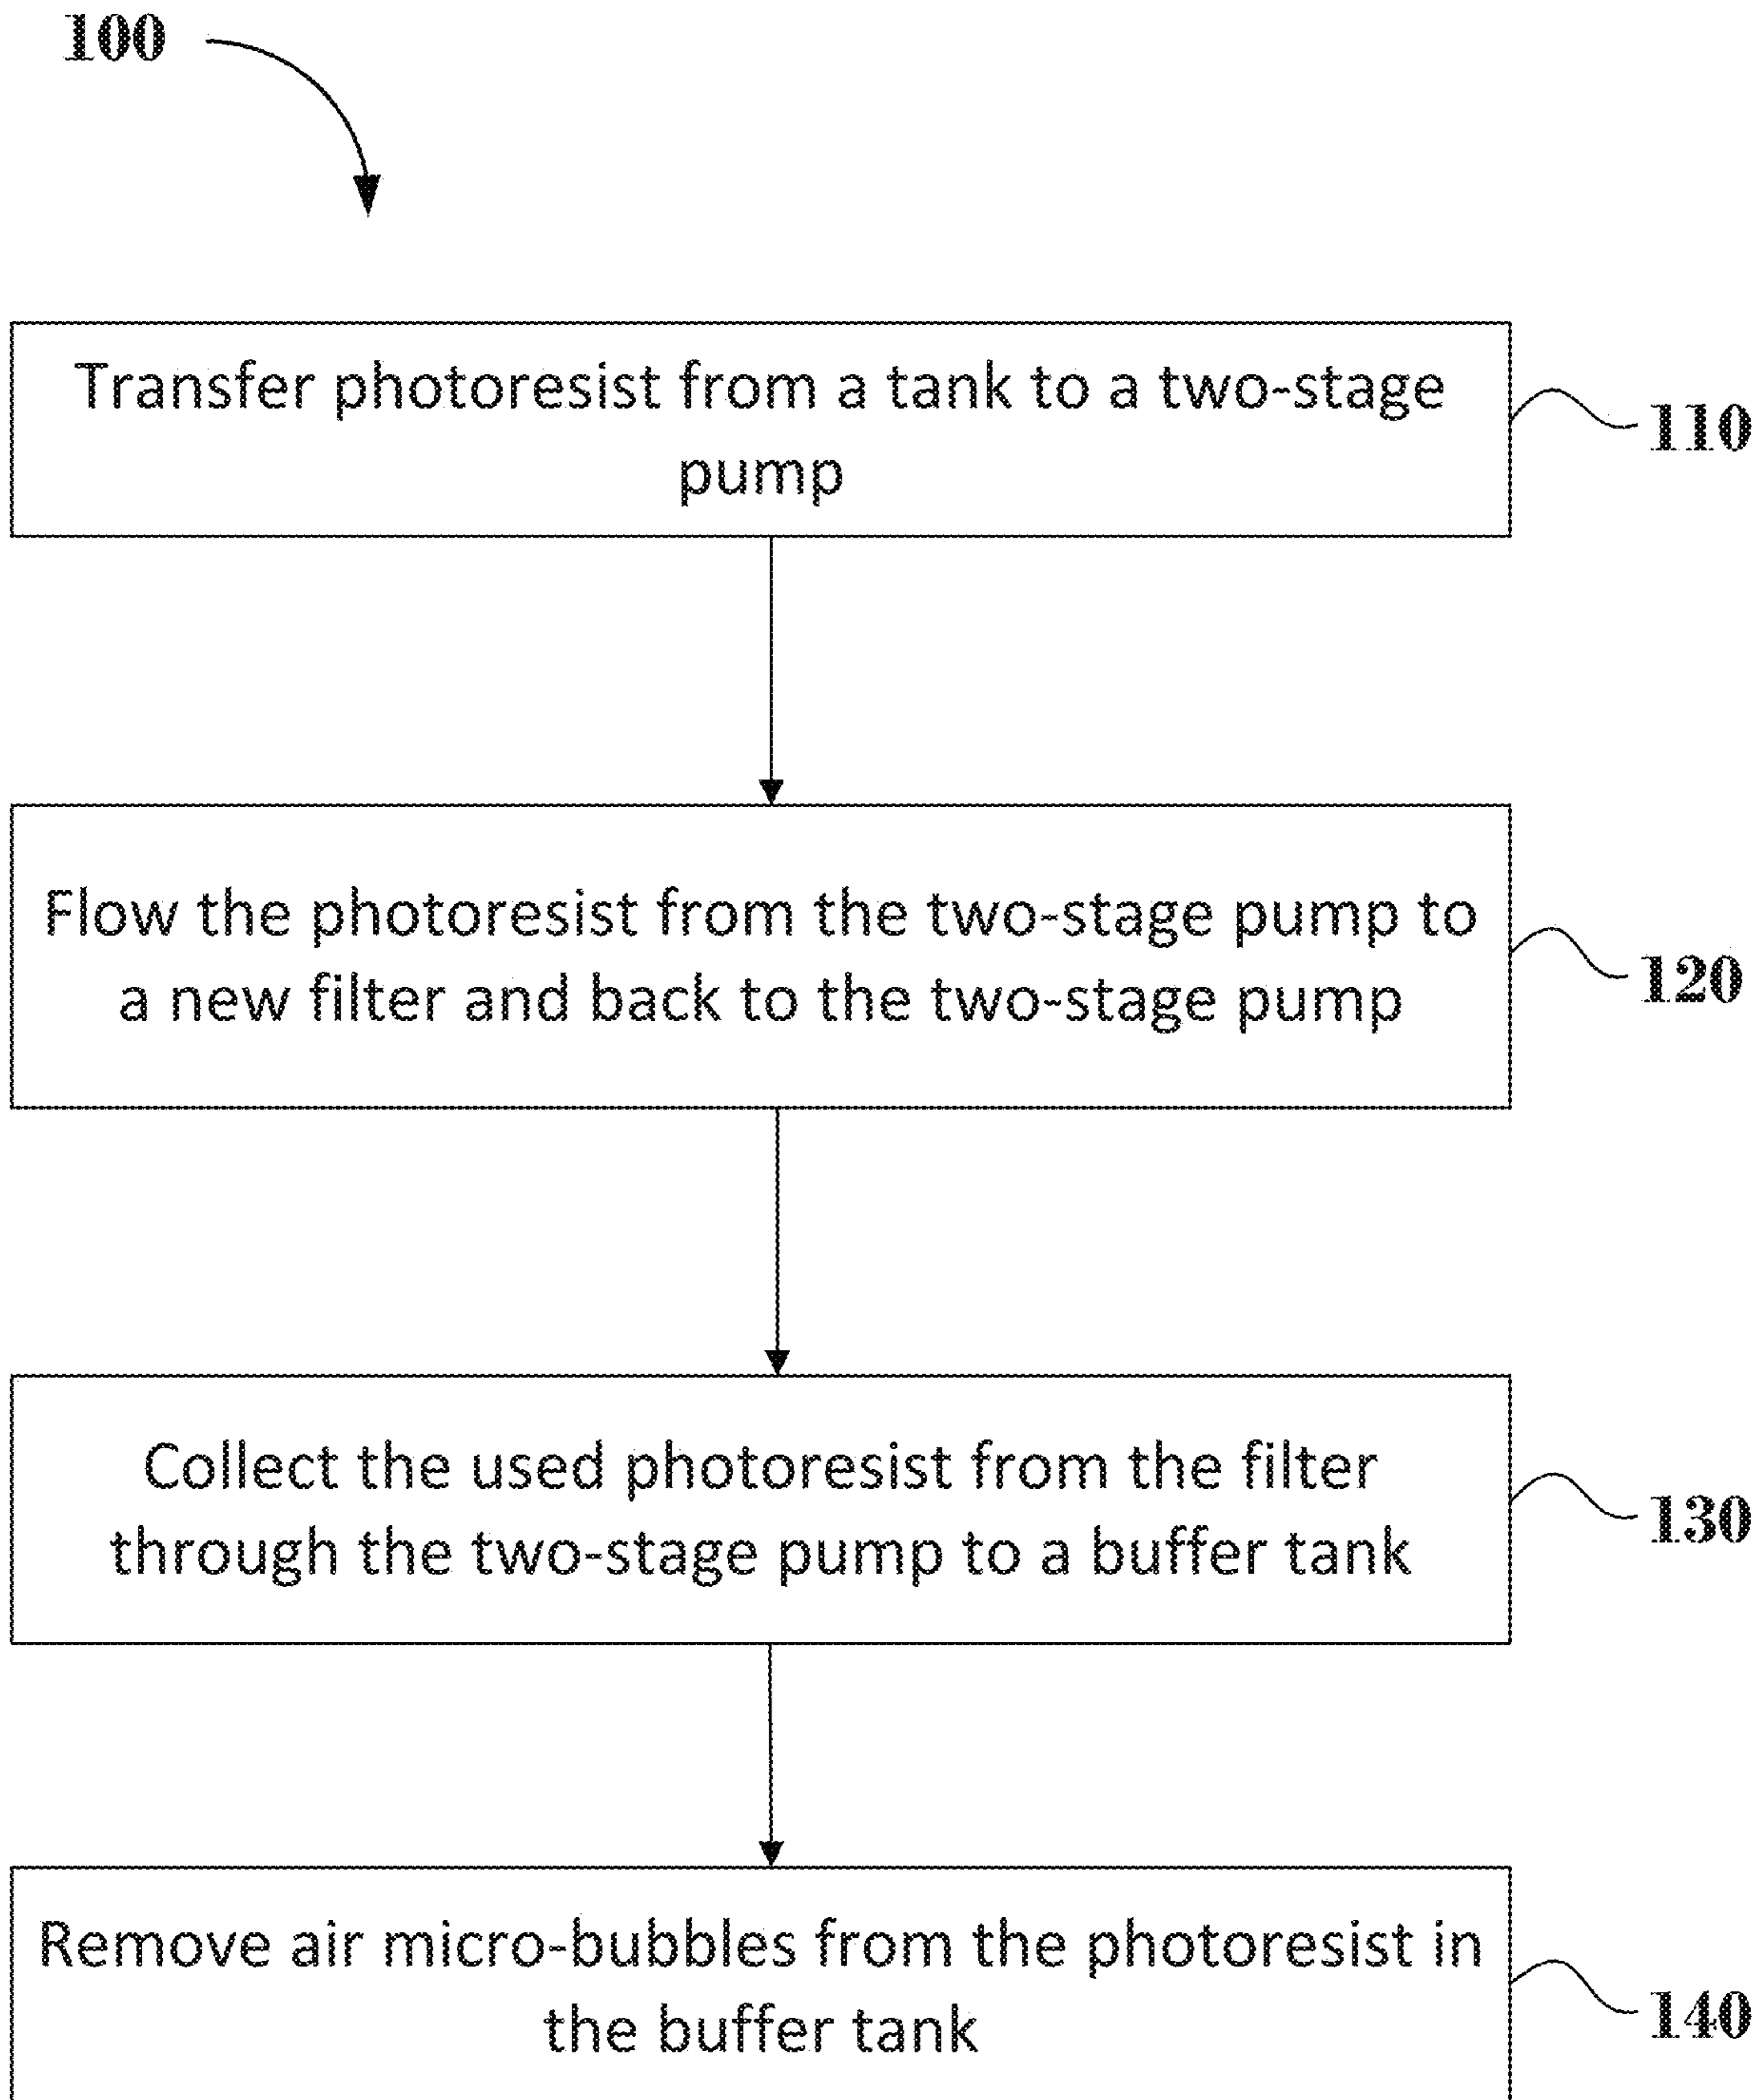 100
Transfer photoresist from a tank to a two-stage
pump
110
Flow the photoresist from the two-stage pump to
a new filter and back to the two-stage pump
120
Collect the used photoresist from the filter
through the two-stage pump to a buffer tank
130
Remove air micro-bubbles from the photoresist in
the buffer tank
140